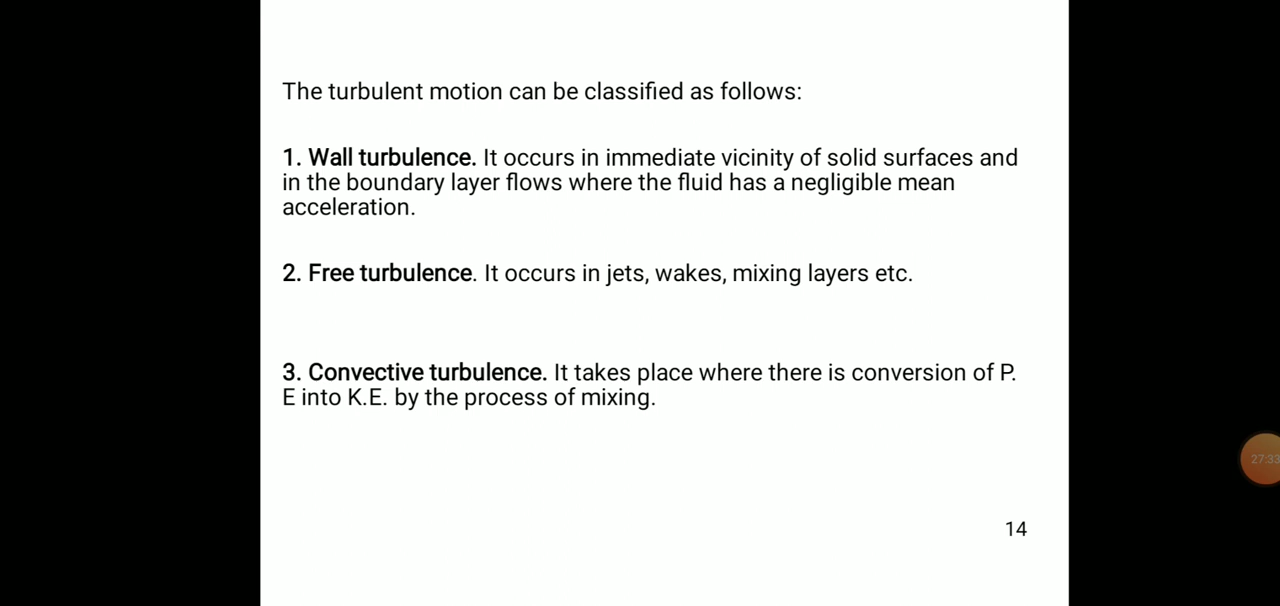 The turbulent motion can be classified as follows:
1. Wall turbulence. It occurs in immediate vicinity of solid surfaces and
in the boundary layer flows where the fluid has a negligible mean
acceleration.
2. Free turbulence. It occurs in jets, wakes, mixing layers etc.
3. Convective turbulence. It takes place where there is conversion of P.
E into K.E. by the process of mixing.
27:33
14